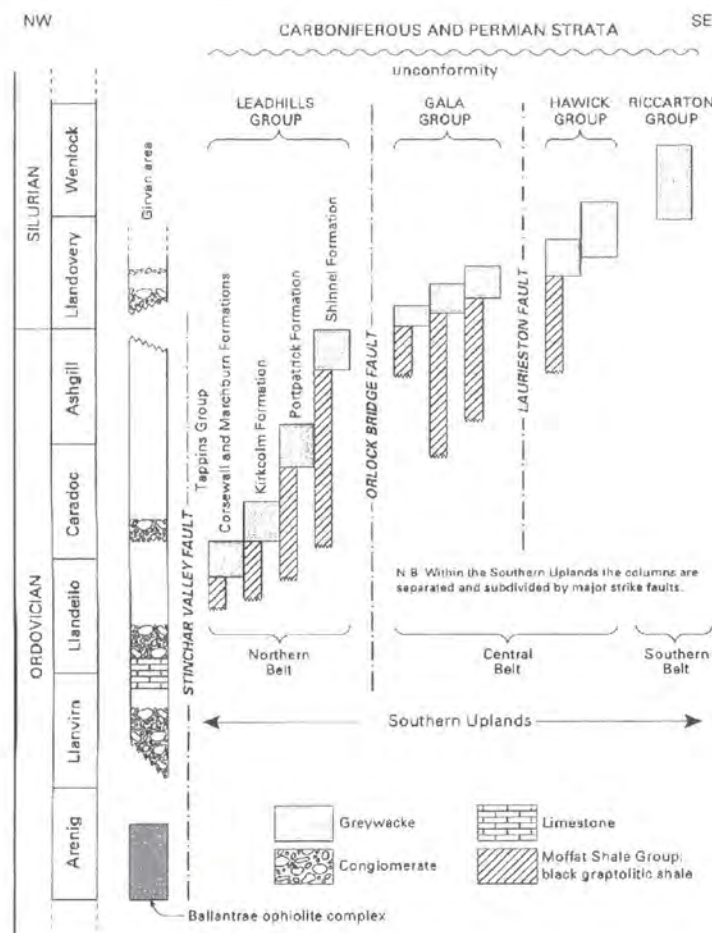 NW
SE
CARBONIFEROUS AND PERMIAN STRATA
unconformity
LEADHILLS
GROUP
GALA
GROUP
HAWICK
GROUP
RICCARTON
GROUP
SILURIAN
ORDOVICIAN
Wenlock
Llandovery
Ashgill
Caradoc
Llandeilo
Llanvirn
Arenig
Girvan area
STINCHAR VALLEY FAULT
Tappins Group
Corsewall and Marchburn Formations
Kirkcolm Formation
Portpatrick Formation
Shinnel Formation
ORLOCK BRIDGE FAULT
LAURIESTON FAULT
N.B. Within the Southern Uplands the columns are
separated and subdivided by major strike faults.
Northern
Belt
Central
Belt
Southern
Belt
Southern Uplands
Greywacke
Limestone
Conglomerate
Moffat Shale Group:
black graptolitic shale
Ballantrae ophiolite complex